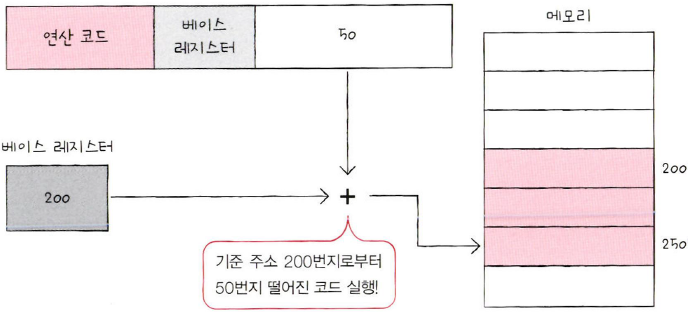 메모리
연산 코드
베이스
레지스터
50
베이스 레지스터
200
+
200
250
기준 주소 200번지로부터
50번지 떨어진 코드 실행!